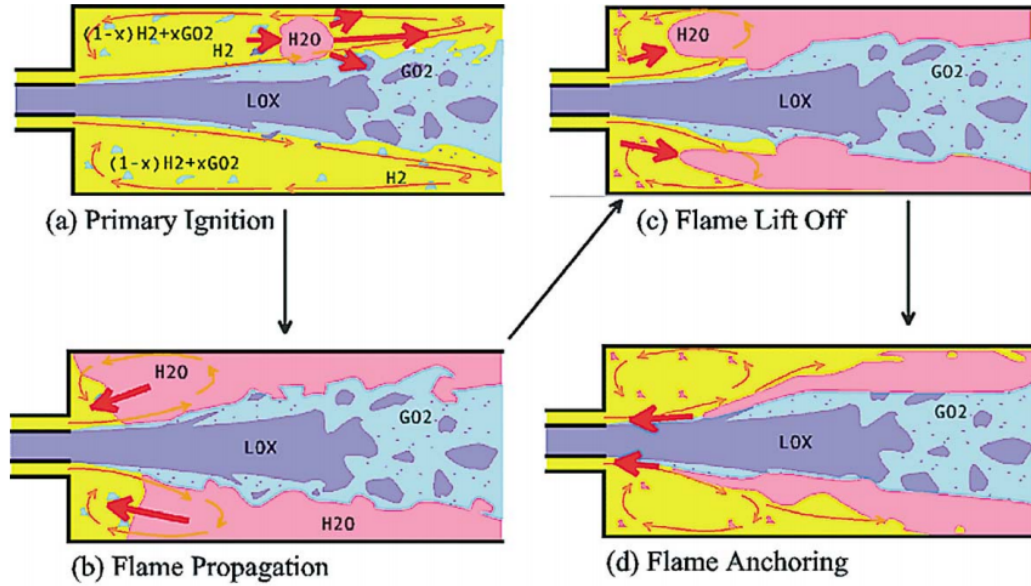 (1-x)H2+xGO2
H2
H2O
GO2
LOX
(1-x)H2+xGO2
H2
(a) Primary Ignition
H2O
GO2
LOX
(c) Flame Lift Off
H2O
GO2
LOX
H2O
(b) Flame Propagation
GO2
LOX
(d) Flame Anchoring